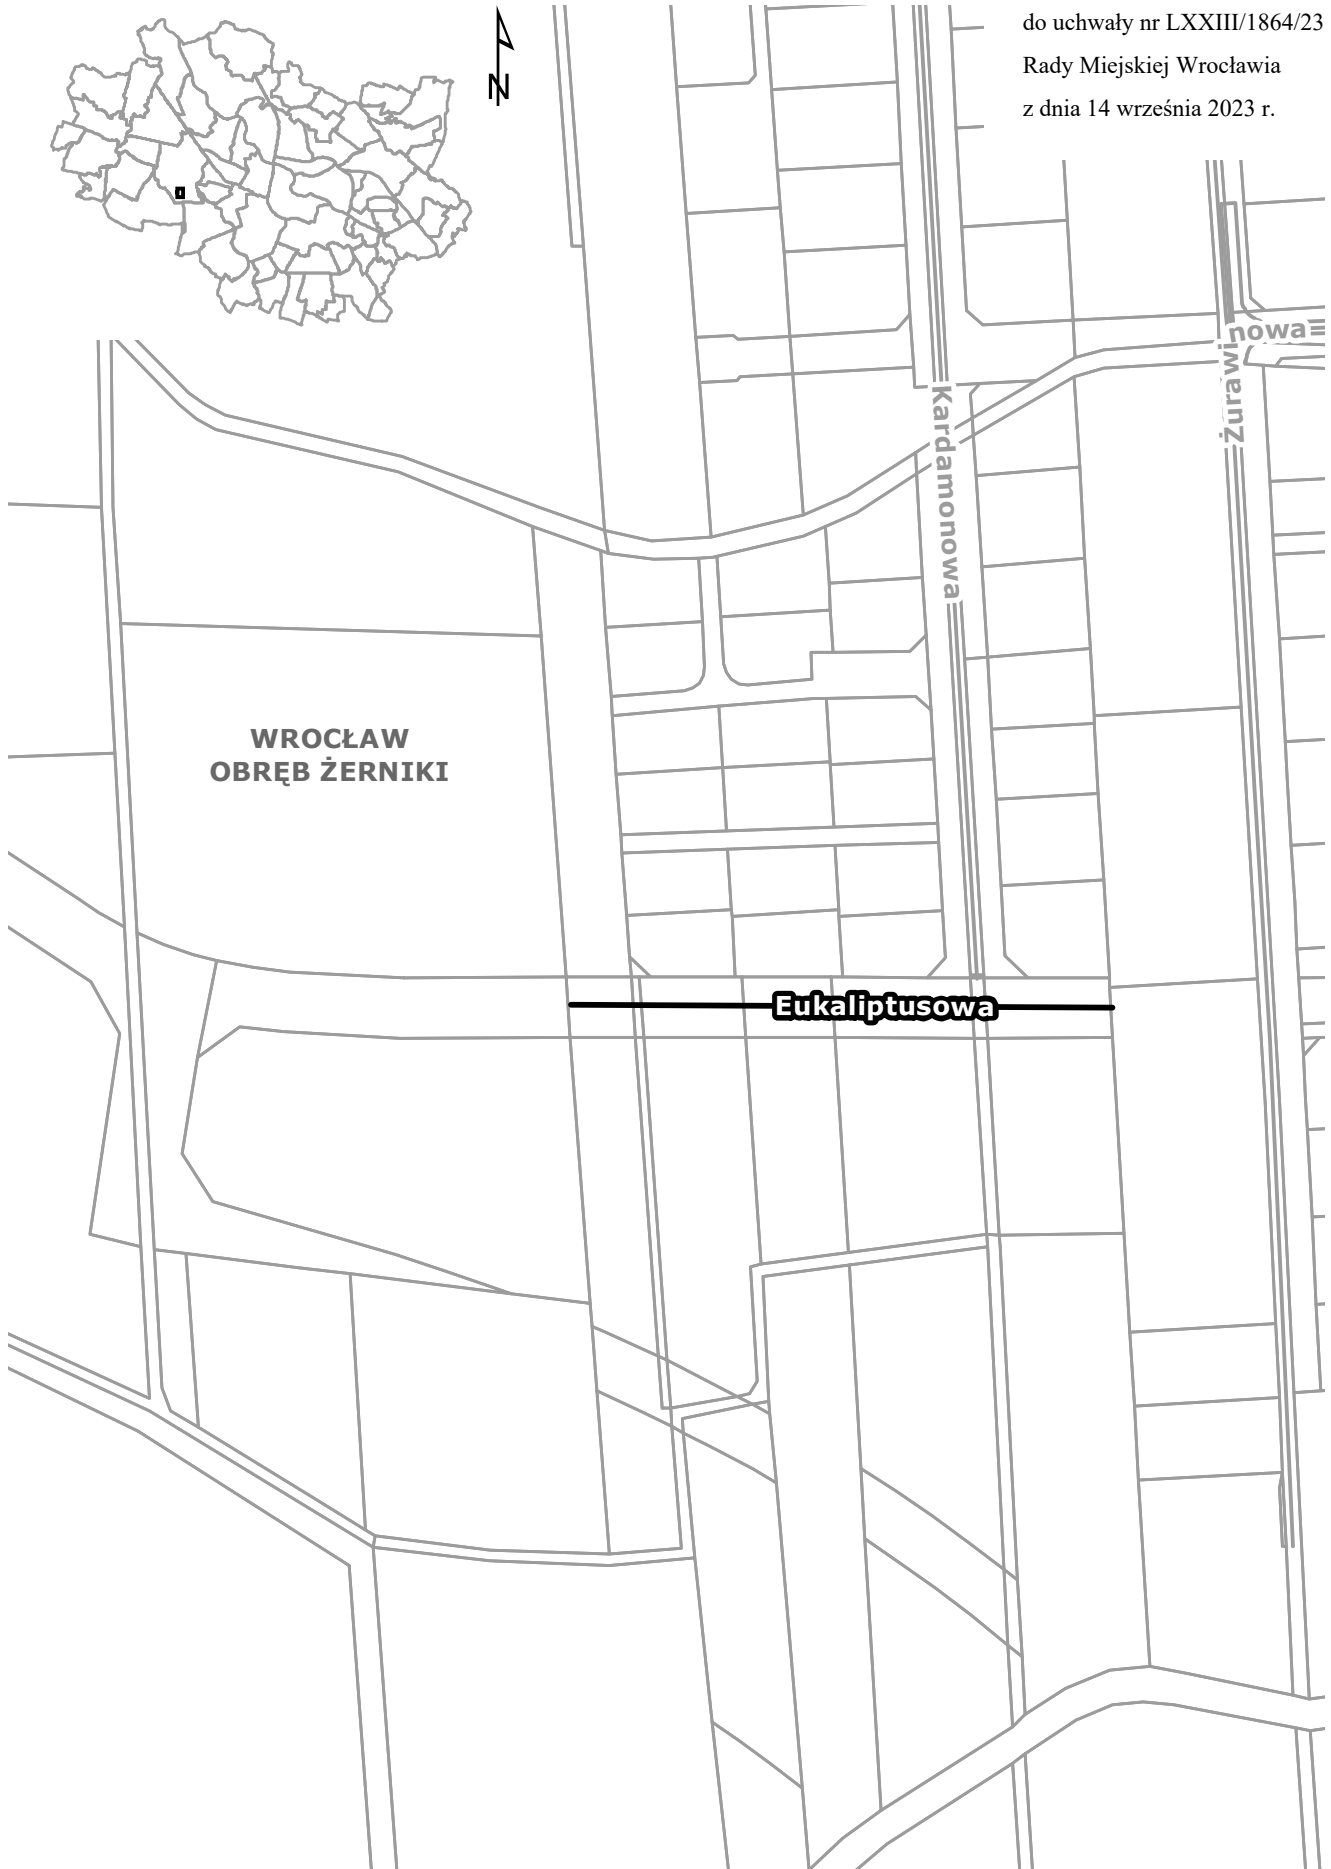 do uchwały nr LXXIII/1864/23
Rady Miejskiej Wrocławia
z dnia 14 września 2023 r.
N
nowa
Żurawi
Kardamonowa
WROCŁAW
OBRĘB ŻERNIKI
Eukaliptusowa